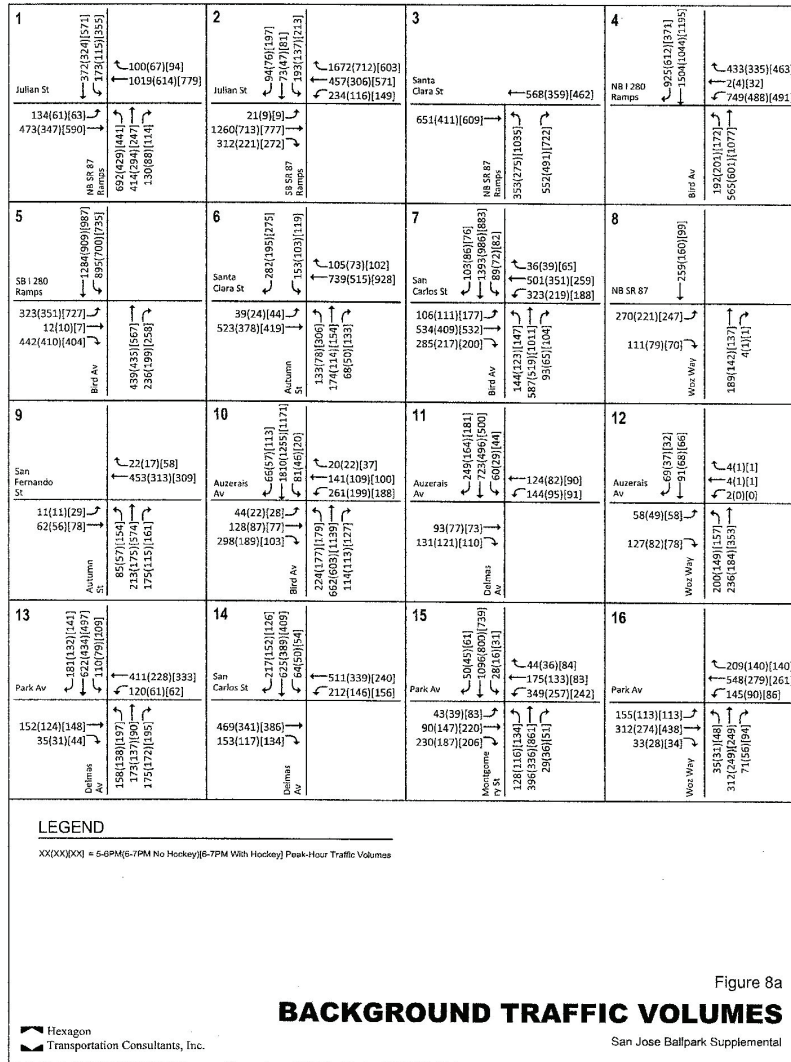 1
372(324)[571]
173(115)[355]
Julian St
100(67)[94]
1019(614)[779]
134(61)[63]
473(347)[590]
NB SR 87
Ramps
692(429)[441]
414(294)[247]
130(88)[114]
2
94(76)[197]
73(47)[81]
193(137)[213]
Julian St
1672(712)[603]
457(306)[571]
234(116)[149]
21(9)[9]
1260(713)[777]
312(221)[272]
SB SR 87
Ramps
3
Santa
Clara St
568(359)[462]
651(411)[609]
NB SR 87
Ramps
353(275)[1035]
552(491)[722]
4
925(612)[371]
1504(1044)[1195]
NB I 280
Ramps
433(335)[463]
2(4)[32]
749(488)[491]
Bird Av
192(201)[172]
565(601)[1077]
5
1284(909)[987]
895(700)[735]
SB I 280
Ramps
323(351)[727]
12(10)[7]
442(410)[404]
Bird Av
439(435)[567]
236(199)[258]
6
282(195)[275]
153(103)[119]
Santa
Clara St
105(73)[102]
739(515)[928]
39(24)[44]
523(378)[419]
Autumn
St
133(78)[306]
174(114)[154]
68(50)[133]
7
103(86)[76]
1393(986)[883]
89(72)[82]
San
Carlos St
36(39)[65]
501(351)[259]
323(219)[188]
106(111)[177]
534(409)[532]
285(217)[200]
Bird Av
144(123)[147]
587(519)[1011]
93(65)[104]
8
259(160)[99]
NB SR 87
270(221)[247]
111(79)[70]
Woz Way
189(142)[137]
4(1)[1]
9
San
Fernando
St
22(17)[58]
453(313)[309]
11(11)[29]
62(56)[78]
Autumn
St
85(57)[154]
213(175)[574]
175(115)[161]
10
66(57)[113]
1810(1255)[1171]
81(46)[20]
Auzerais
Av
20(22)[37]
141(109)[100]
261(199)[188]
44(22)[28]
128(87)[77]
298(189)[103]
Bird Av
224(177)[179]
662(603)[1139]
114(113)[127]
11
249(164)[181]
723(496)[500]
60(29)[44]
Auzerais
Av
124(82)[90]
144(95)[91]
93(77)[73]
131(121)[110]
Delmas
Av
12
69(37)[32]
91(68)[66]
Auzerais
Av
4(1)[1]
4(1)[1]
2(0)[0]
58(49)[58]
127(82)[78]
Woz Way
200(149)[157]
236(184)[353]
13
181(132)[141]
622(434)[497]
110(79)[109]
Park Av
411(228)[333]
120(61)[62]
152(124)[148]
35(31)[44]
Delmas
Av
158(138)[197]
173(137)[90]
175(172)[195]
14
217(152)[126]
625(389)[409]
64(50)[54]
San
Carlos St
511(339)[240]
212(146)[156]
469(341)[386]
153(117)[134]
Delmas
Av
15
50(45)[61]
1096(800)[739]
28(16)[31]
Park Av
44(36)[84]
175(133)[83]
349(257)[242]
43(39)[83]
90(147)[220]
230(187)[206]
Montgome
ry St
128(116)[134]
396(336)[861]
29(36)[51]
16
Park Av
209(140)[140]
548(279)[261]
145(90)[86]
155(113)[113]
312(274)[438]
33(28)[34]
Woz Way
35(31)[48]
312(249)[249]
71(56)[94]
LEGEND
XX(XX)[XX] = 5-6PM(6-7PM No Hockey)[6-7PM With Hockey] Peak-Hour Traffic Volumes
Figure 8a
BACKGROUND TRAFFIC VOLUMES
Hexagon
Transportation Consultants, Inc.
San Jose Ballpark Supplemental